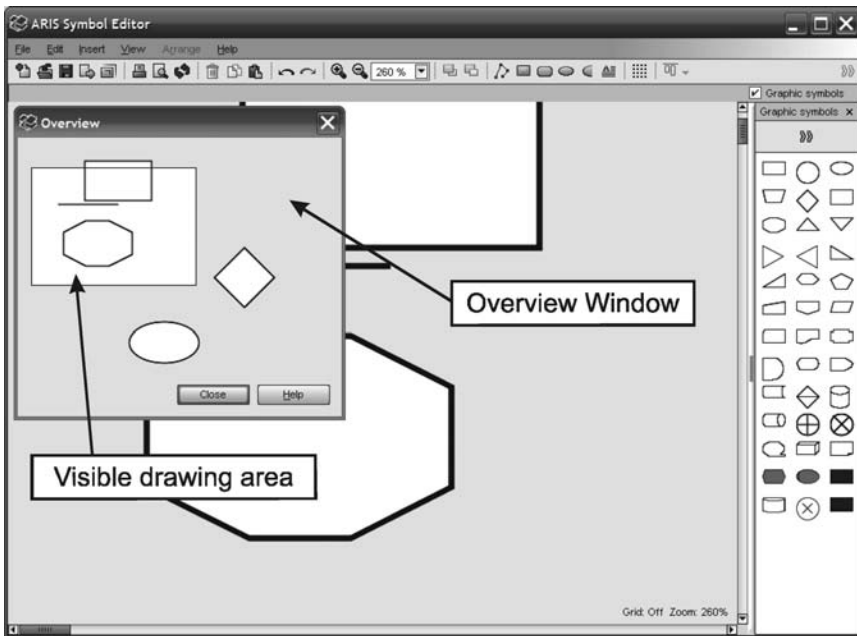 ARIS Symbol Editor
File Edit Insert View Arrange Help
260 %
Graphic symbols
Graphic symbols x
Overview
Overview Window
Close Help
Visible drawing area
Grid: Off Zoom: 260%